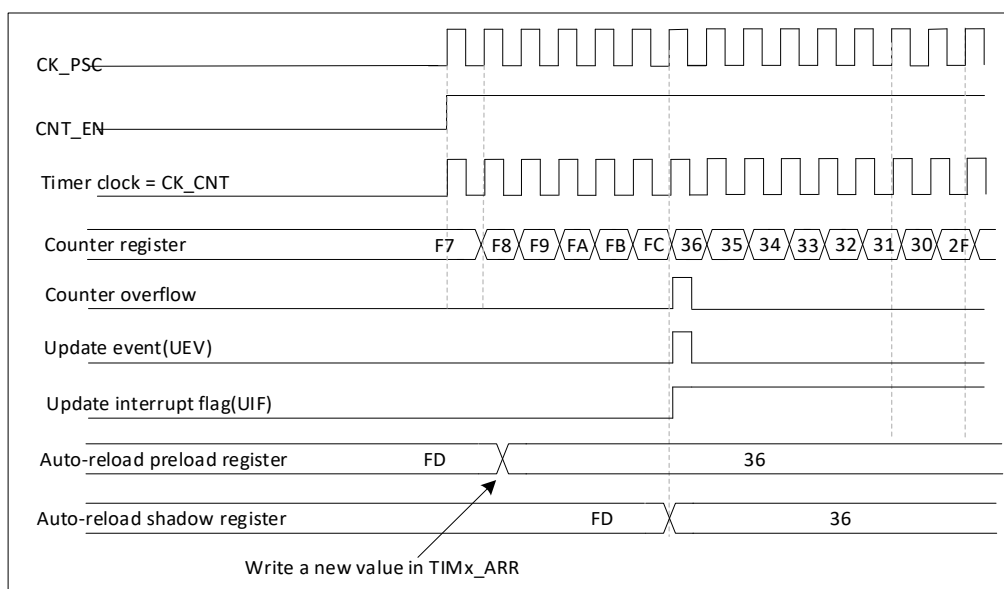 CK_PSC
CNT_EN
Timer clock = CK_CNT
Counter register F7 F8 F9 FA FB FC 36 35 34 33 32 31 30 2F
Counter overflow
Update event(UEV)
Update interrupt flag(UIF)
Auto-reload preload register FD 36
Auto-reload shadow register FD 36
Write a new value in TIMx_ARR